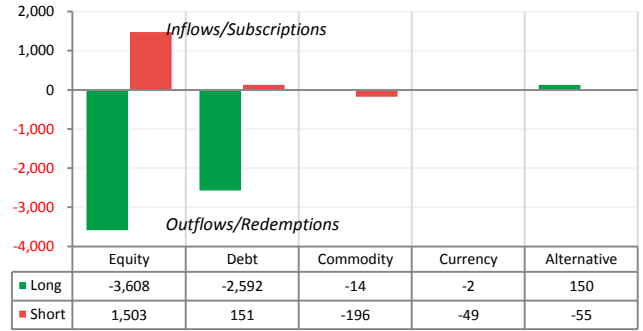 2,000
Inflows/Subscriptions
1,000
0
-1,000
-2,000
-3,000
Outflows/Redemptions
-4,000
Equity Debt Commodity Currency Alternative
Long -3,608 -2,592 -14 -2 150
Short 1,503 151 -196 -49 -55